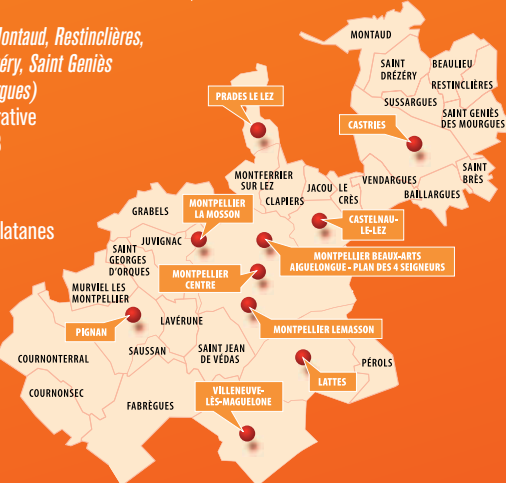 Montaud, Restinclières,
éry, Saint Geniès
gues)
rative
latanes
MONTAUD
SAINT
DRÉZÉRY
BEAULIEU
RESTINCLIÈRES
SUSSARGUES
SAINT GENIÈS
DES MOURGUES
PRADES LE LEZ
CASTRIES
SAINT
BRÈS
MONTFERRIER
SUR LEZ
JACOU
LE
CRÈS
VENDARGUES
BAILLARGUES
CLAPIERS
MONTPELLIER
LA MOSSON
GRABELS
CASTELNAU-
LE-LEZ
JUVIGNAC
SAINT
GEORGES
D'ORQUES
MONTPELLIER BEAUX-ARTS
AIGUELONGUE - PLAN DES 4 SEIGNEURS
MONTPELLIER
CENTRE
MURVIEL LES
MONTPELLIER
LAVÉRUNE
MONTPELLIER LEMASSON
PIGNAN
SAUSSAN
SAINT JEAN
DE VÉDAS
COURNONTERRAL
PÉROLS
LATTES
COURNONSEC
VILLENEUVE-
LÈS-MAGUELONE
FABRÈGUES